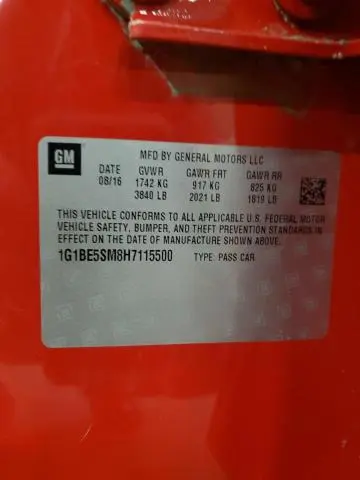 GM
MFD BY GENERAL MOTORS LLC
DATE GVWR GAWR FRT GAWR RR
08/16 1742 KG 917 KG 825 KG
3840 LB 2021 LB 1819 LB
THIS VEHICLE CONFORMS TO ALL APPLICABLE U.S. FEDERAL MOTOR
VEHICLE SAFETY, BUMPER, AND THEFT PREVENTION STANDARDS IN
EFFECT ON THE DATE OF MANUFACTURE SHOWN ABOVE.
1G1BE5SM8H7115500 TYPE: PASS CAR